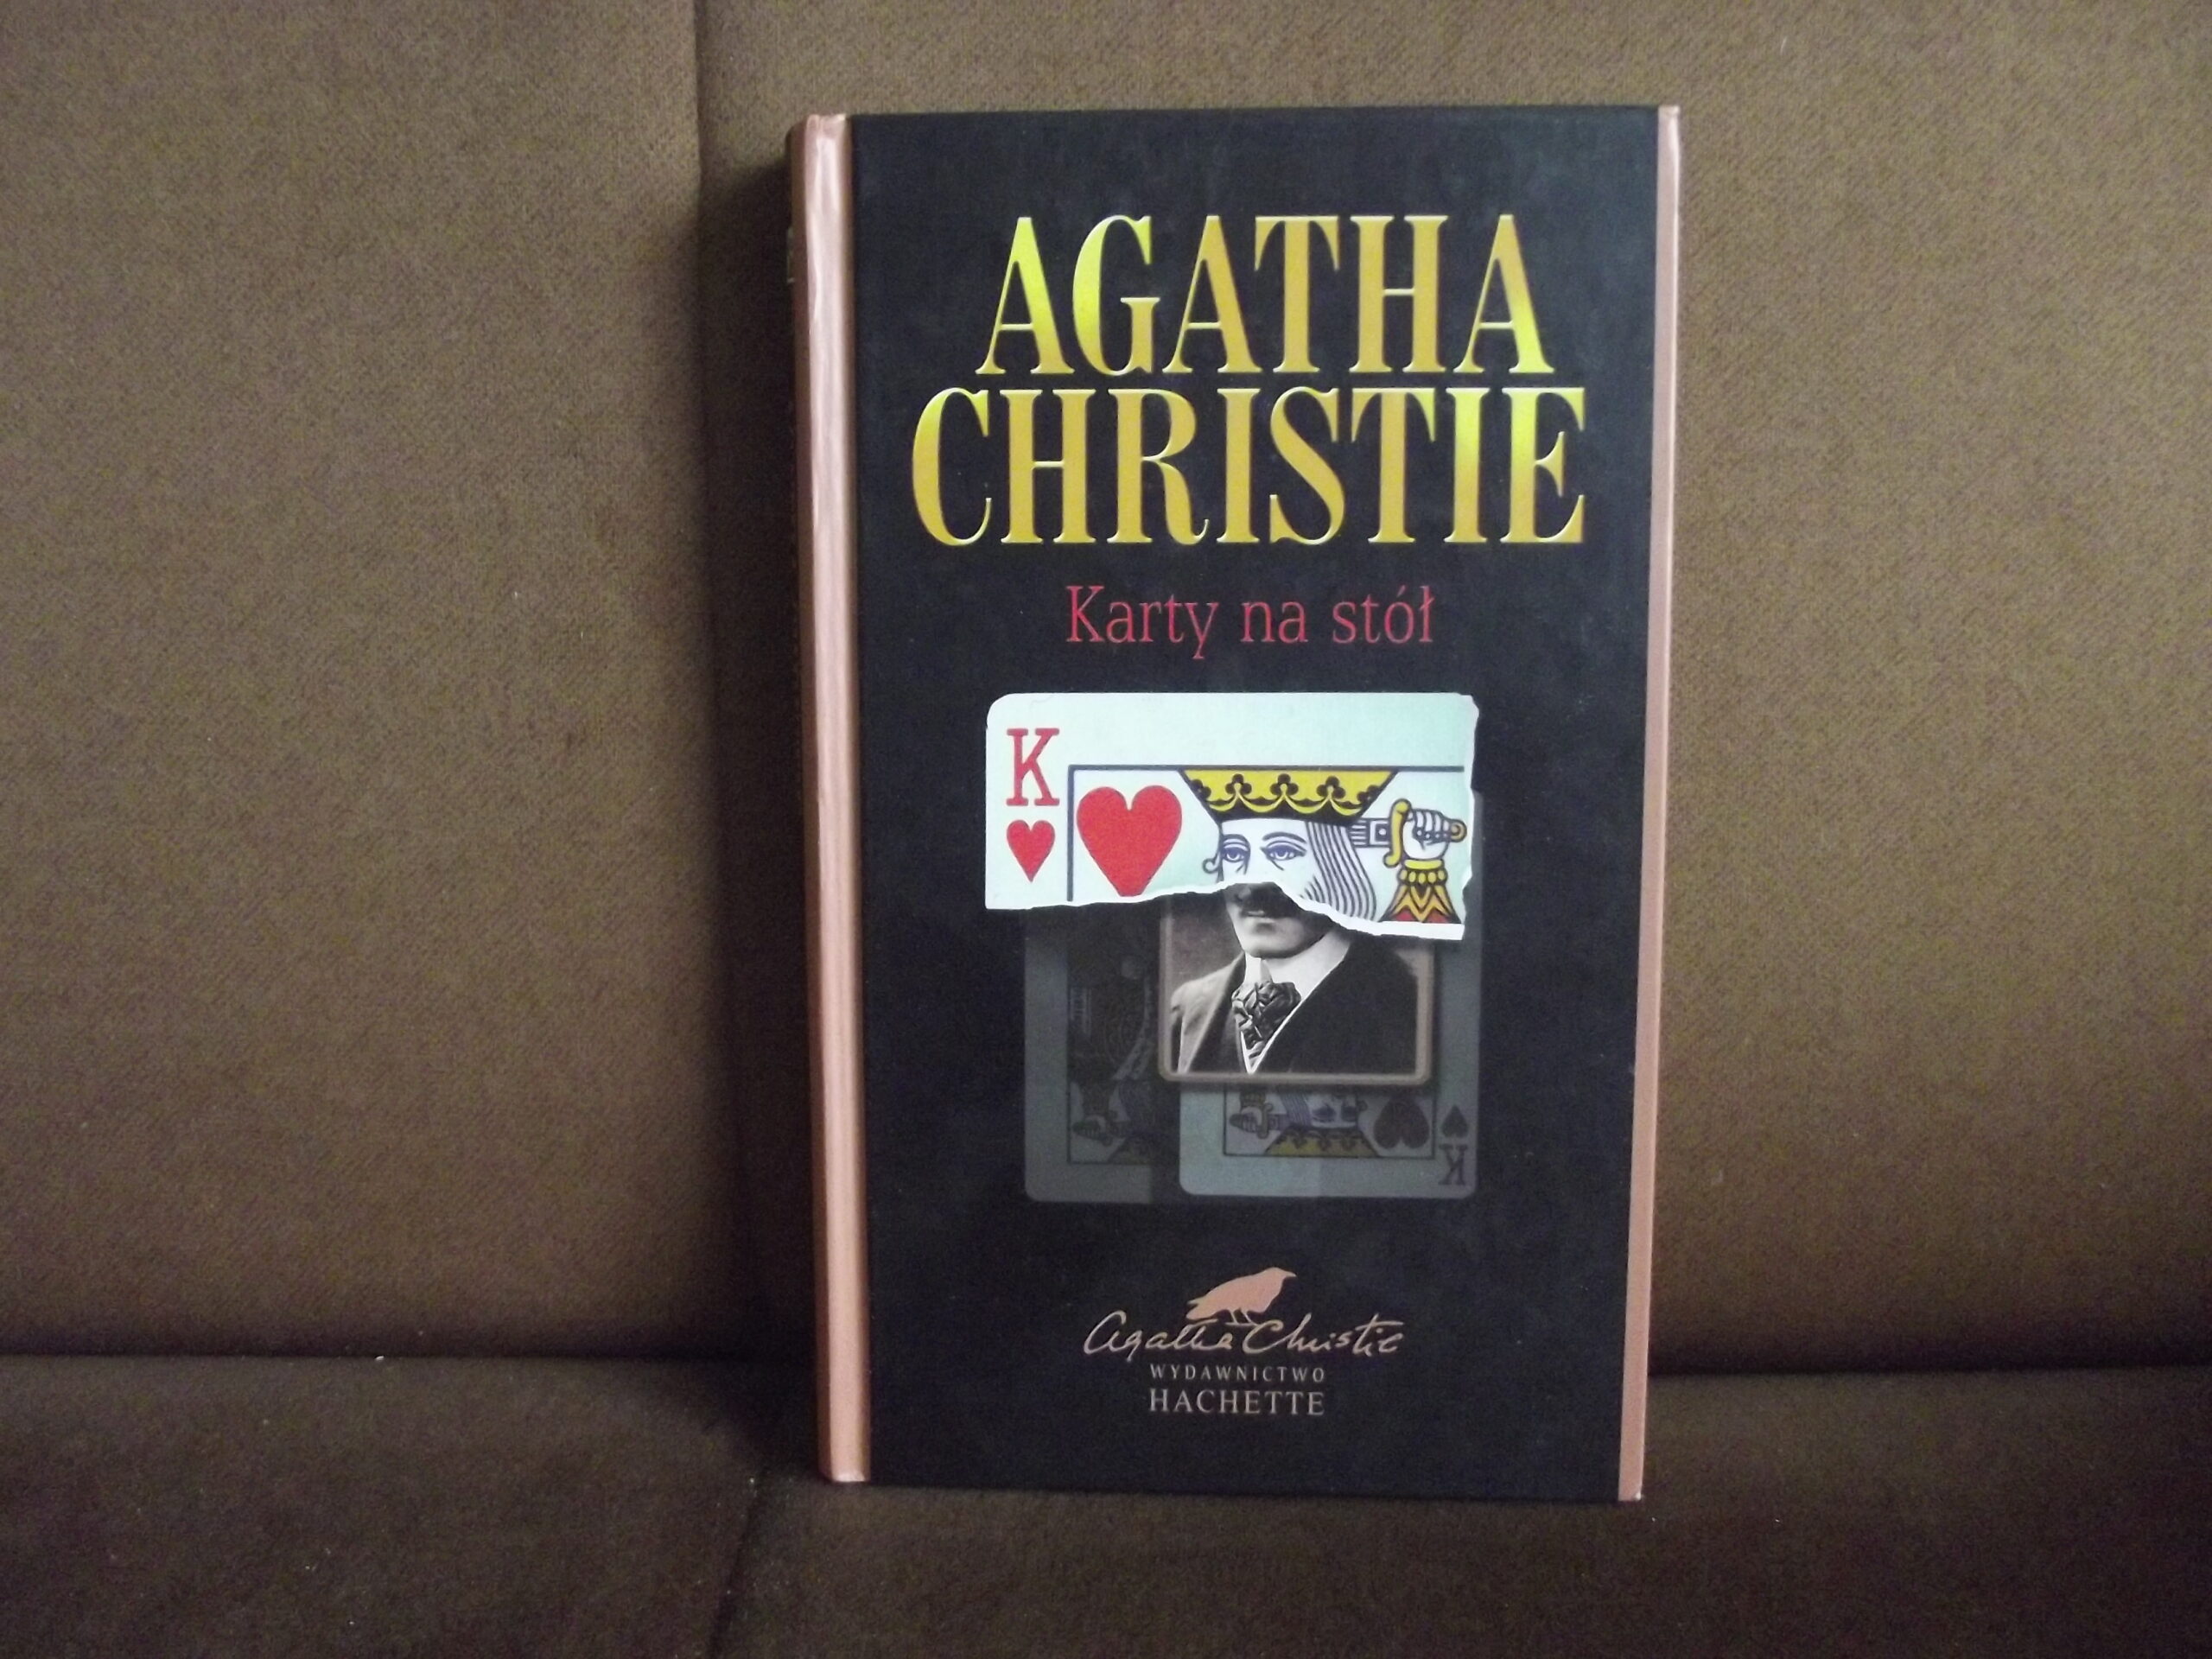 AGATHA
CHRISTIE
Karty na stół
K
K
Agatha Christie
WYDAWNICTWO
HACHETTE